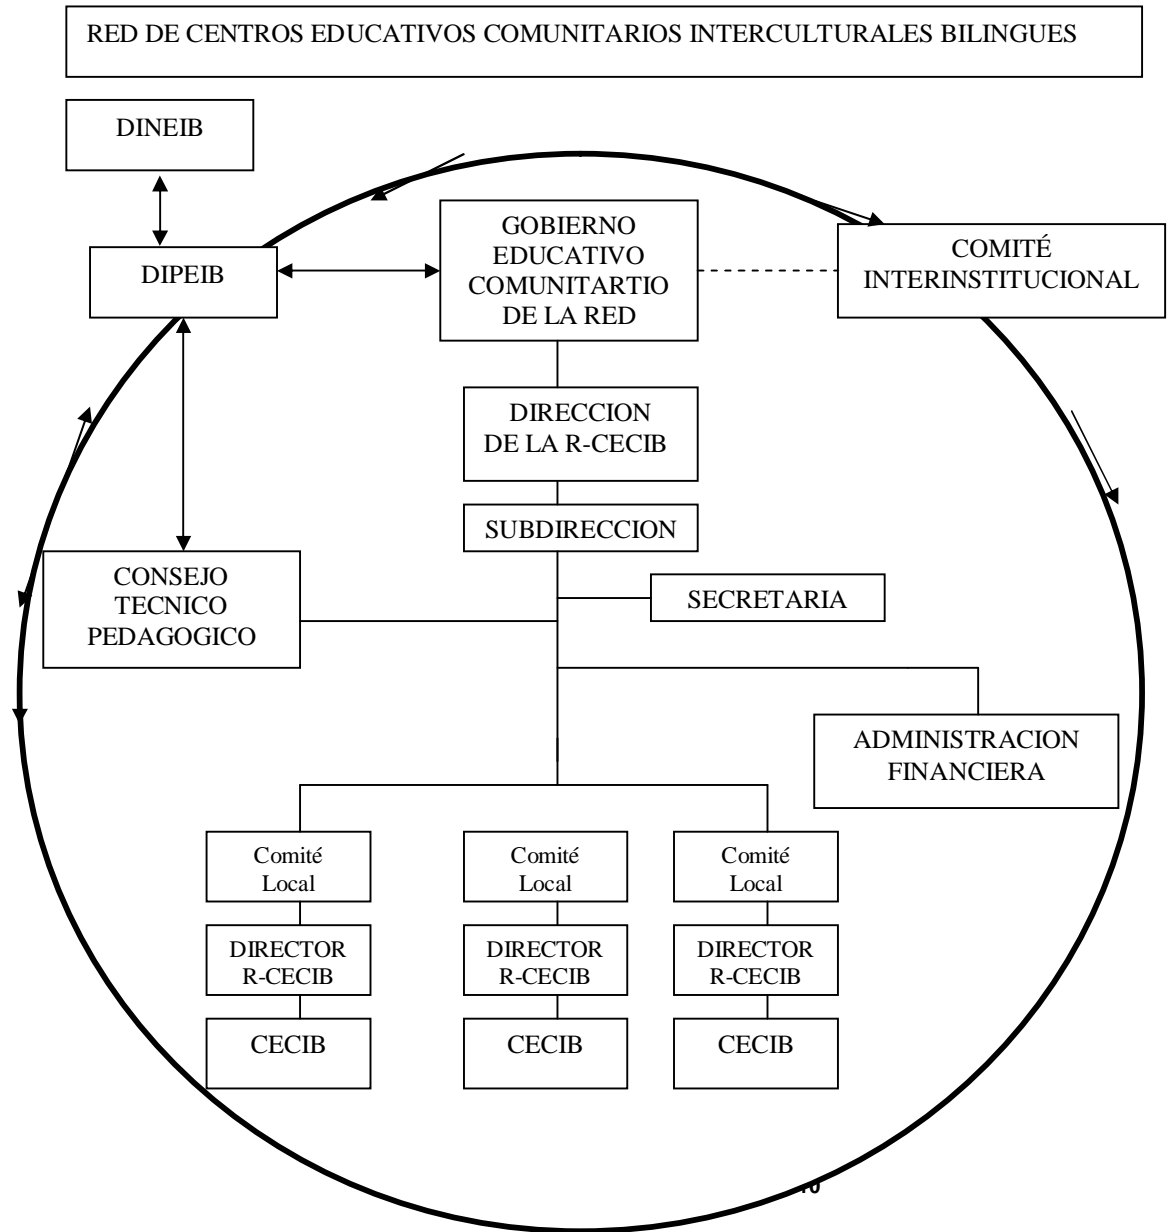 RED DE CENTROS EDUCATIVOS COMUNITARIOS INTERCULTURALES BILINGUES
DINEIB
DIPEIB
GOBIERNO
EDUCATIVO
COMUNITARTIO
DE LA RED
COMITÉ
INTERINSTITUCIONAL
DIRECCION
DE LA R-CECIB
SUBDIRECCION
CONSEJO
TECNICO
PEDAGOGICO
SECRETARIA
ADMINISTRACION
FINANCIERA
Comité
Local
Comité
Local
Comité
Local
DIRECTOR
R-CECIB
DIRECTOR
R-CECIB
DIRECTOR
R-CECIB
CECIB
CECIB
CECIB